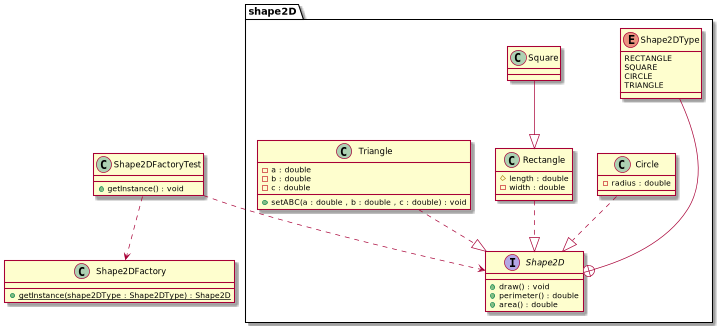 shape2D
E Shape2DType
RECTANGLE
SQUARE
CIRCLE
TRIANGLE
C Square
C Triangle
a : double
b : double
c : double
setABC(a : double , b : double , c : double) : void
C Rectangle
length : double
width : double
C Circle
radius : double
C Shape2DFactoryTest
getInstance() : void
C Shape2DFactory
getInstance(shape2DType : Shape2DType) : Shape2D
I Shape2D
draw() : void
perimeter() : double
area() : double